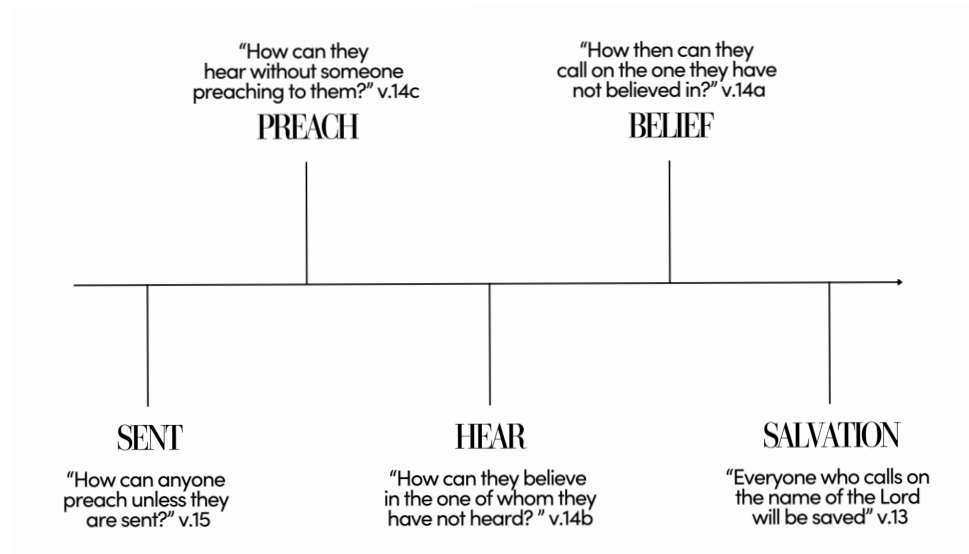 “How can they
hear without someone
preaching to them?” v.14c
PREACH
“How then can they
call on the one they have
not believed in?” v.14a
BELIEF
SENT
“How can anyone
preach unless they
are sent?” v.15
HEAR
“How can they believe
in the one of whom they
have not heard? ” v.14b
SALVATION
“Everyone who calls on
the name of the Lord
will be saved” v.13